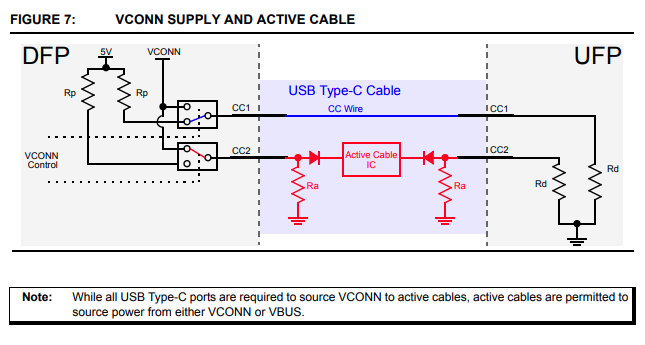 FIGURE 7: VCONN SUPPLY AND ACTIVE CABLE
DFP
5V
VCONN
UFP
Rp
Rp
USB Type-C Cable
CC1
CC Wire
CC1
VCONN
Control
CC2
Active Cable
IC
CC2
Ra
Ra
Rd
Rd
Note: While all USB Type-C ports are required to source VCONN to active cables, active cables are permitted to
source power from either VCONN or VBUS.